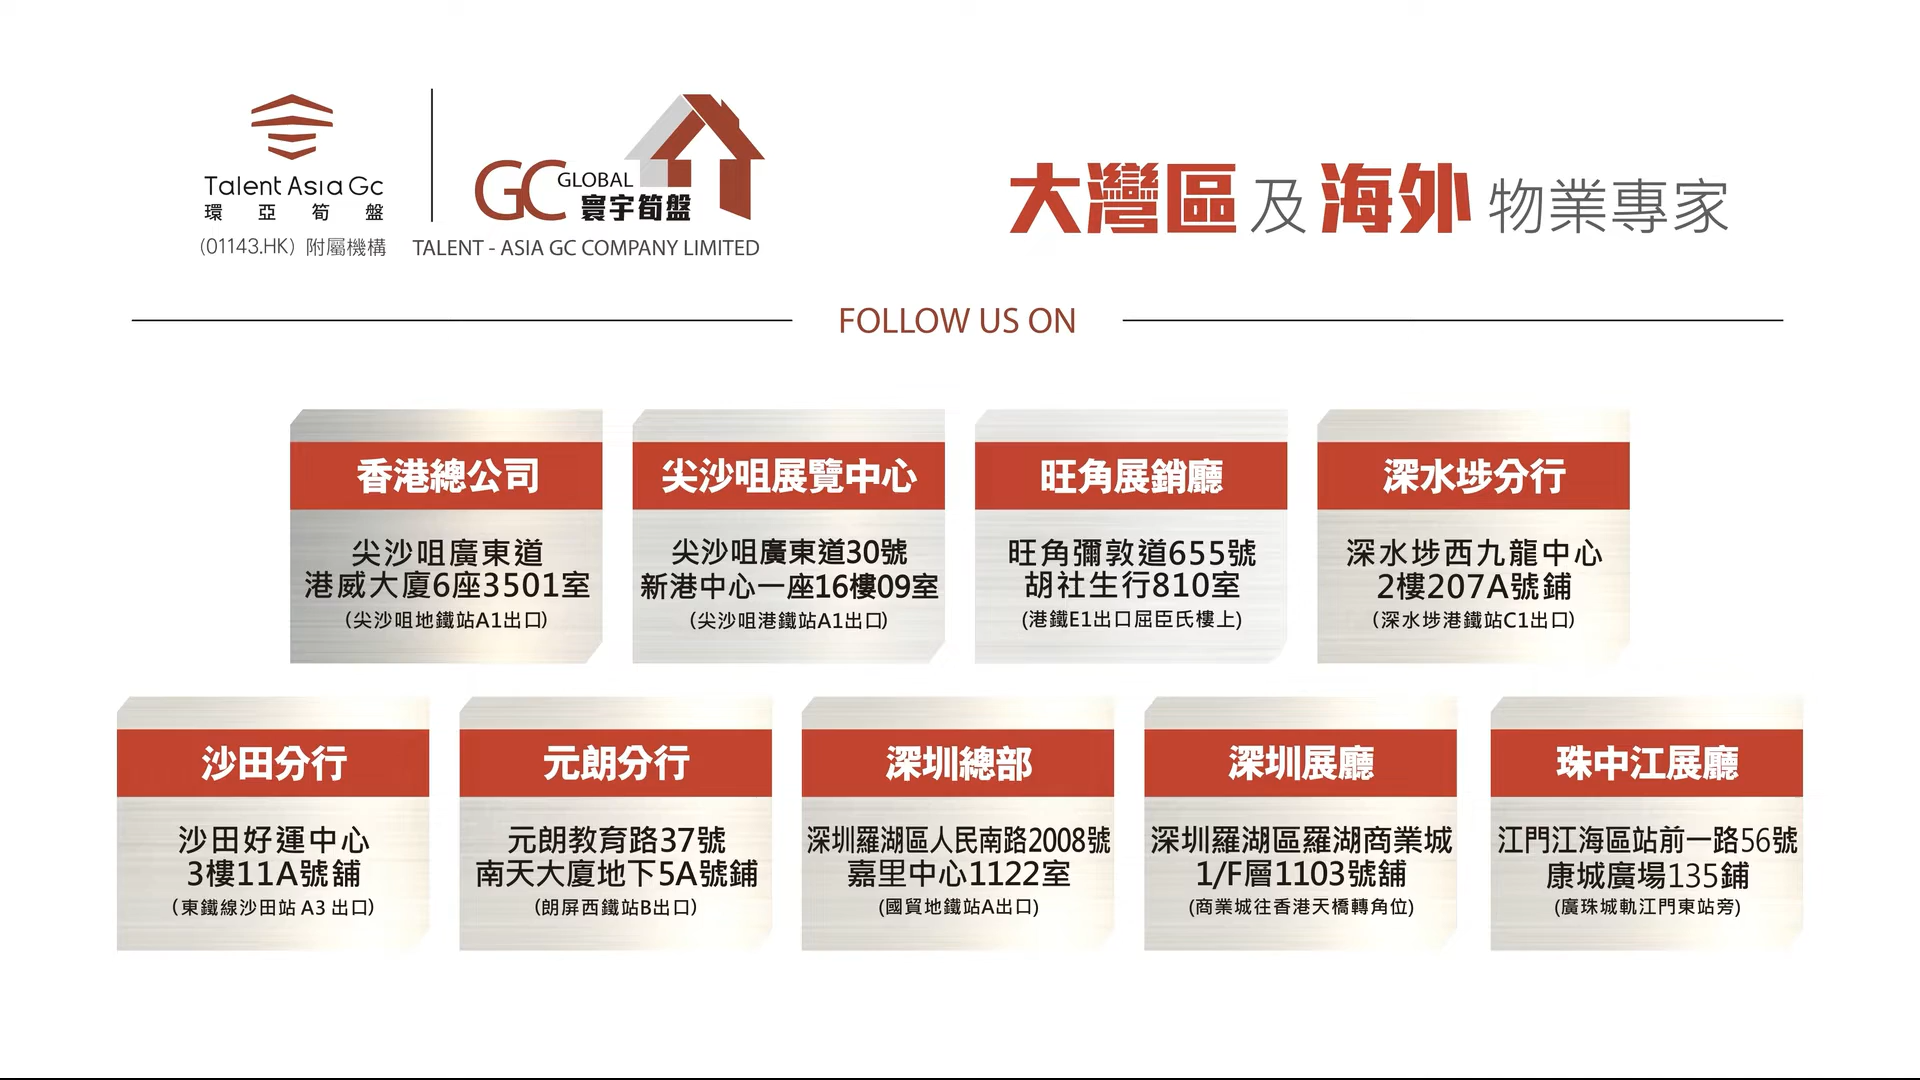 Talent Asia Gc
環亞筍盤
(01143.HK) 附屬機構
GC GLOBAL
寰宇筍盤
TALENT - ASIA GC COMPANY LIMITED
大灣區及海外物業專家
FOLLOW US ON
香港總公司
尖沙咀廣東道
港威大廈6座3501室
(尖沙咀地鐵站A1出口)
尖沙咀展覽中心
尖沙咀廣東道30號
新港中心一座16樓09室
(尖沙咀港鐵站A1出口)
旺角展銷廳
旺角彌敦道655號
胡社生行810室
(港鐵E1出口屈臣氏樓上)
深水埗分行
深水埗西九龍中心
2樓207A號鋪
(深水埗港鐵站C1出口)
沙田分行
沙田好運中心
3樓11A號舖
(東鐵線沙田站 A3 出口)
元朗分行
元朗教育路37號
南天大廈地下5A號鋪
(朗屏西鐵站B出口)
深圳總部
深圳羅湖區人民南路2008號
嘉里中心1122室
(國貿地鐵站A出口)
深圳展廳
深圳羅湖區羅湖商業城
1/F層1103號舖
(商業城往香港天橋轉角位)
珠中江展廳
江門江海區站前一路56號
康城廣場135鋪
(廣珠城軌江門東站旁)